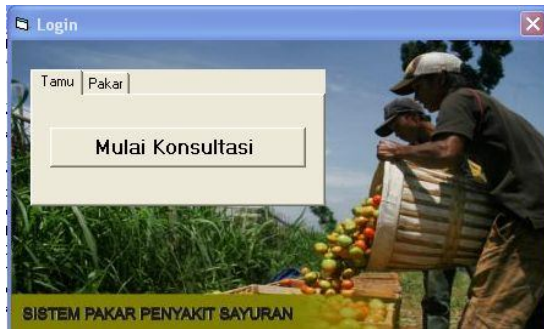 Login
Tamu Pakar
Mulai Konsultasi
SISTEM PAKAR PENYAKIT SAYURAN